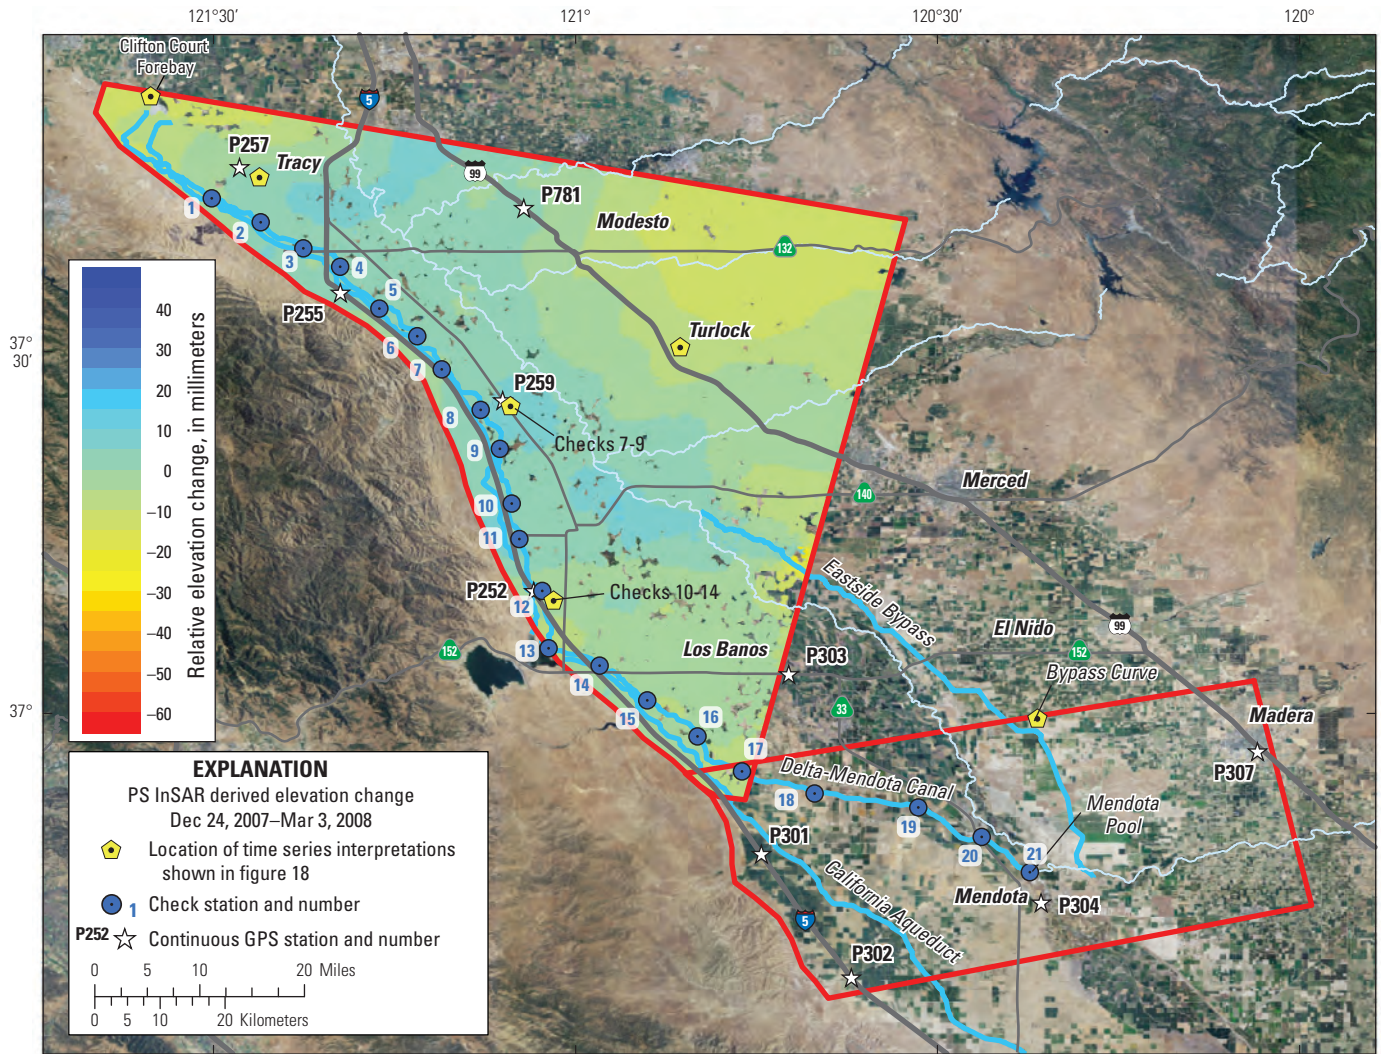 121°30'
121°
120°30'
120°
Clifton Court
Forebay
5
P257
Tracy
99
P781
Modesto
132
1
2
3
4
5
P255
6
7
37°
30'
Turlock
P259
8
Checks 7-9
9
10
11
140
Merced
P252
12
Checks 10-14
Eastside Bypass
El Nido
99
152
13
152
Los Banos
P303
Bypass Curve
14
33
37°
15
16
Madera
17
P307
Delta-Mendota Canal
18
19
Mendota
Pool
20
21
P301
Mendota
P304
California Aqueduct
5
P302
40
30
20
10
0
–10
–20
–30
–40
–50
–60
Relative elevation change, in millimeters
EXPLANATION
PS InSAR derived elevation change
Dec 24, 2007–Mar 3, 2008
Location of time series interpretations
shown in figure 18
1 Check station and number
P252 Continuous GPS station and number
0 5 10 20 Miles
0 5 10 20 Kilometers